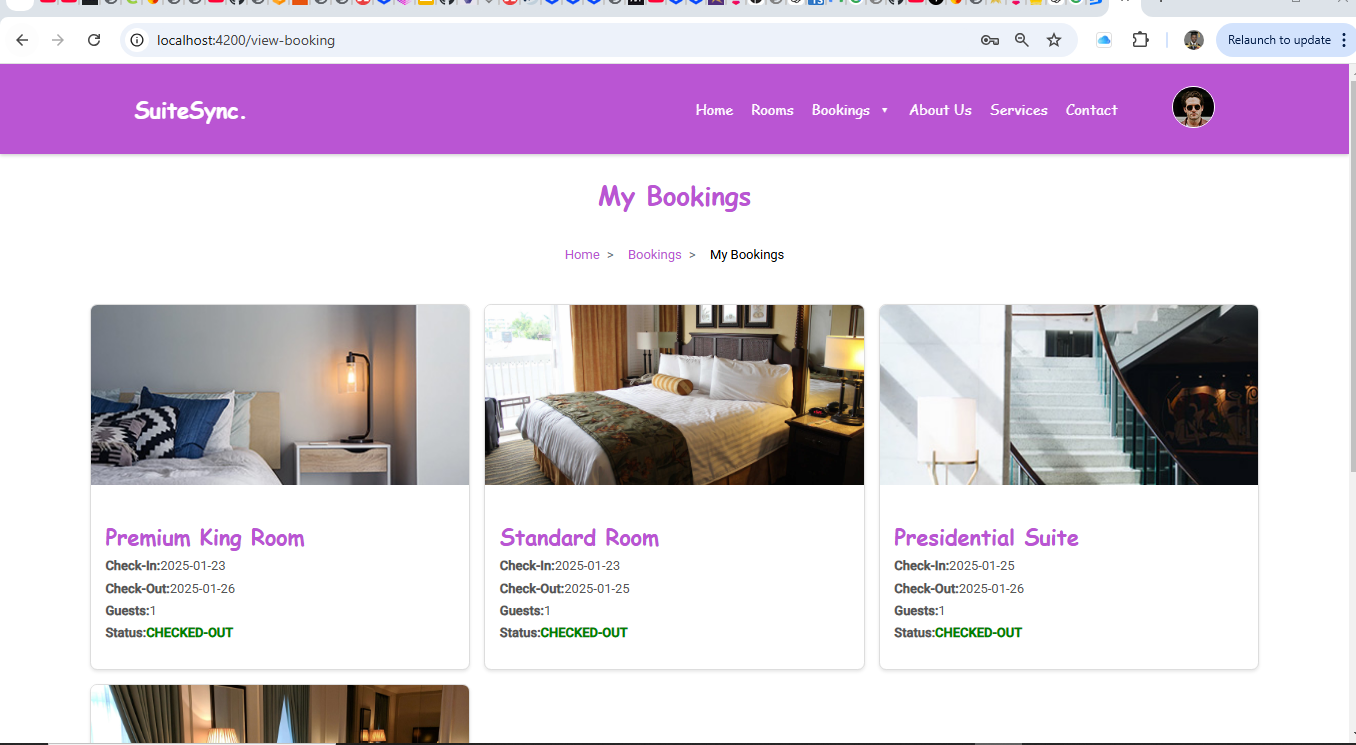 localhost:4200/view-booking
Relaunch to update
SuiteSync.
Home Rooms Bookings ▼ About Us Services Contact
My Bookings
Home > Bookings > My Bookings
Premium King Room
Check-In:2025-01-23
Check-Out:2025-01-26
Guests:1
Status:CHECKED-OUT
Standard Room
Check-In:2025-01-23
Check-Out:2025-01-25
Guests:1
Status:CHECKED-OUT
Presidential Suite
Check-In:2025-01-25
Check-Out:2025-01-26
Guests:1
Status:CHECKED-OUT